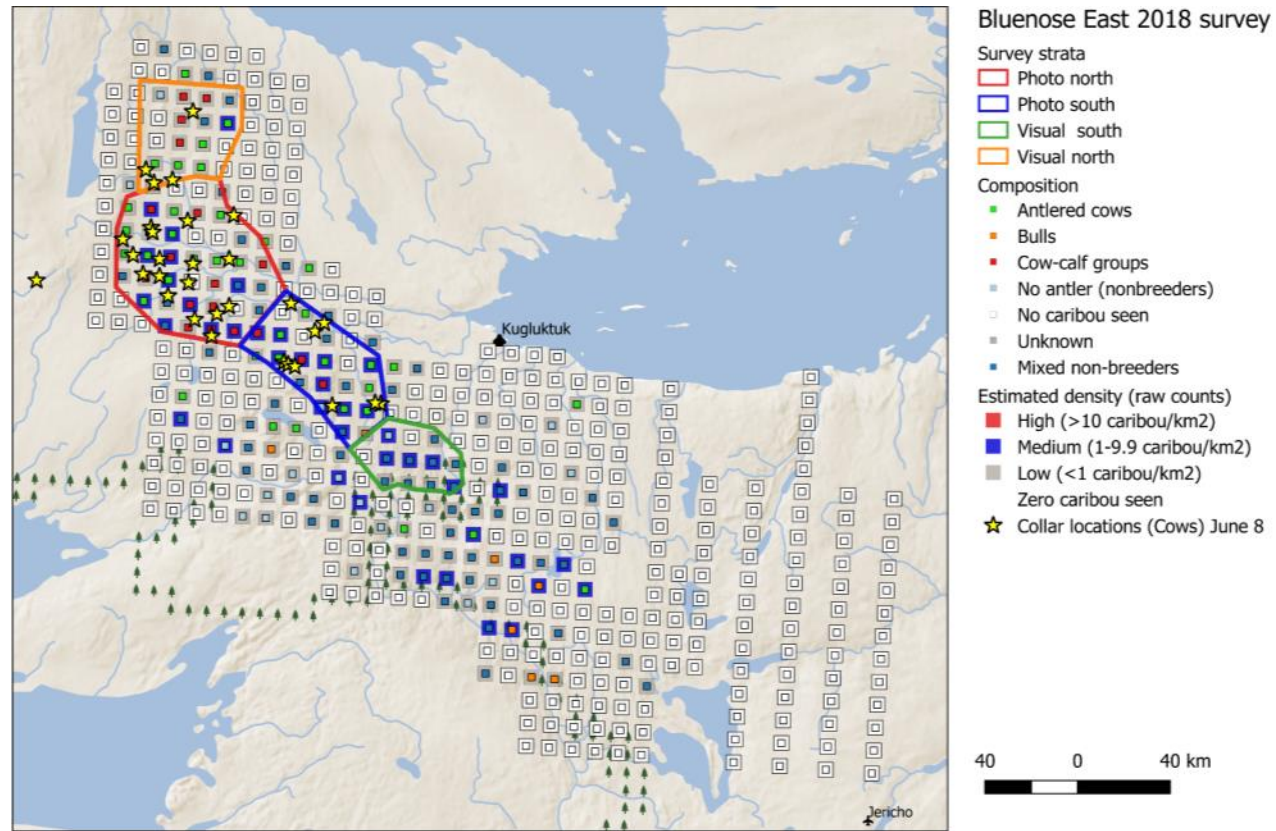 Bluenose East 2018 survey
Survey strata
Photo north
Photo south
Visual south
Visual north
Composition
Antlered cows
Bulls
Cow-calf groups
No antler (nonbreeders)
No caribou seen
Unknown
Mixed non-breeders
Estimated density (raw counts)
High (>10 caribou/km2)
Medium (1-9.9 caribou/km2)
Low (<1 caribou/km2)
Zero caribou seen
Collar locations (Cows) June 8
Kugluktuk
40 0 40 km
Jericho